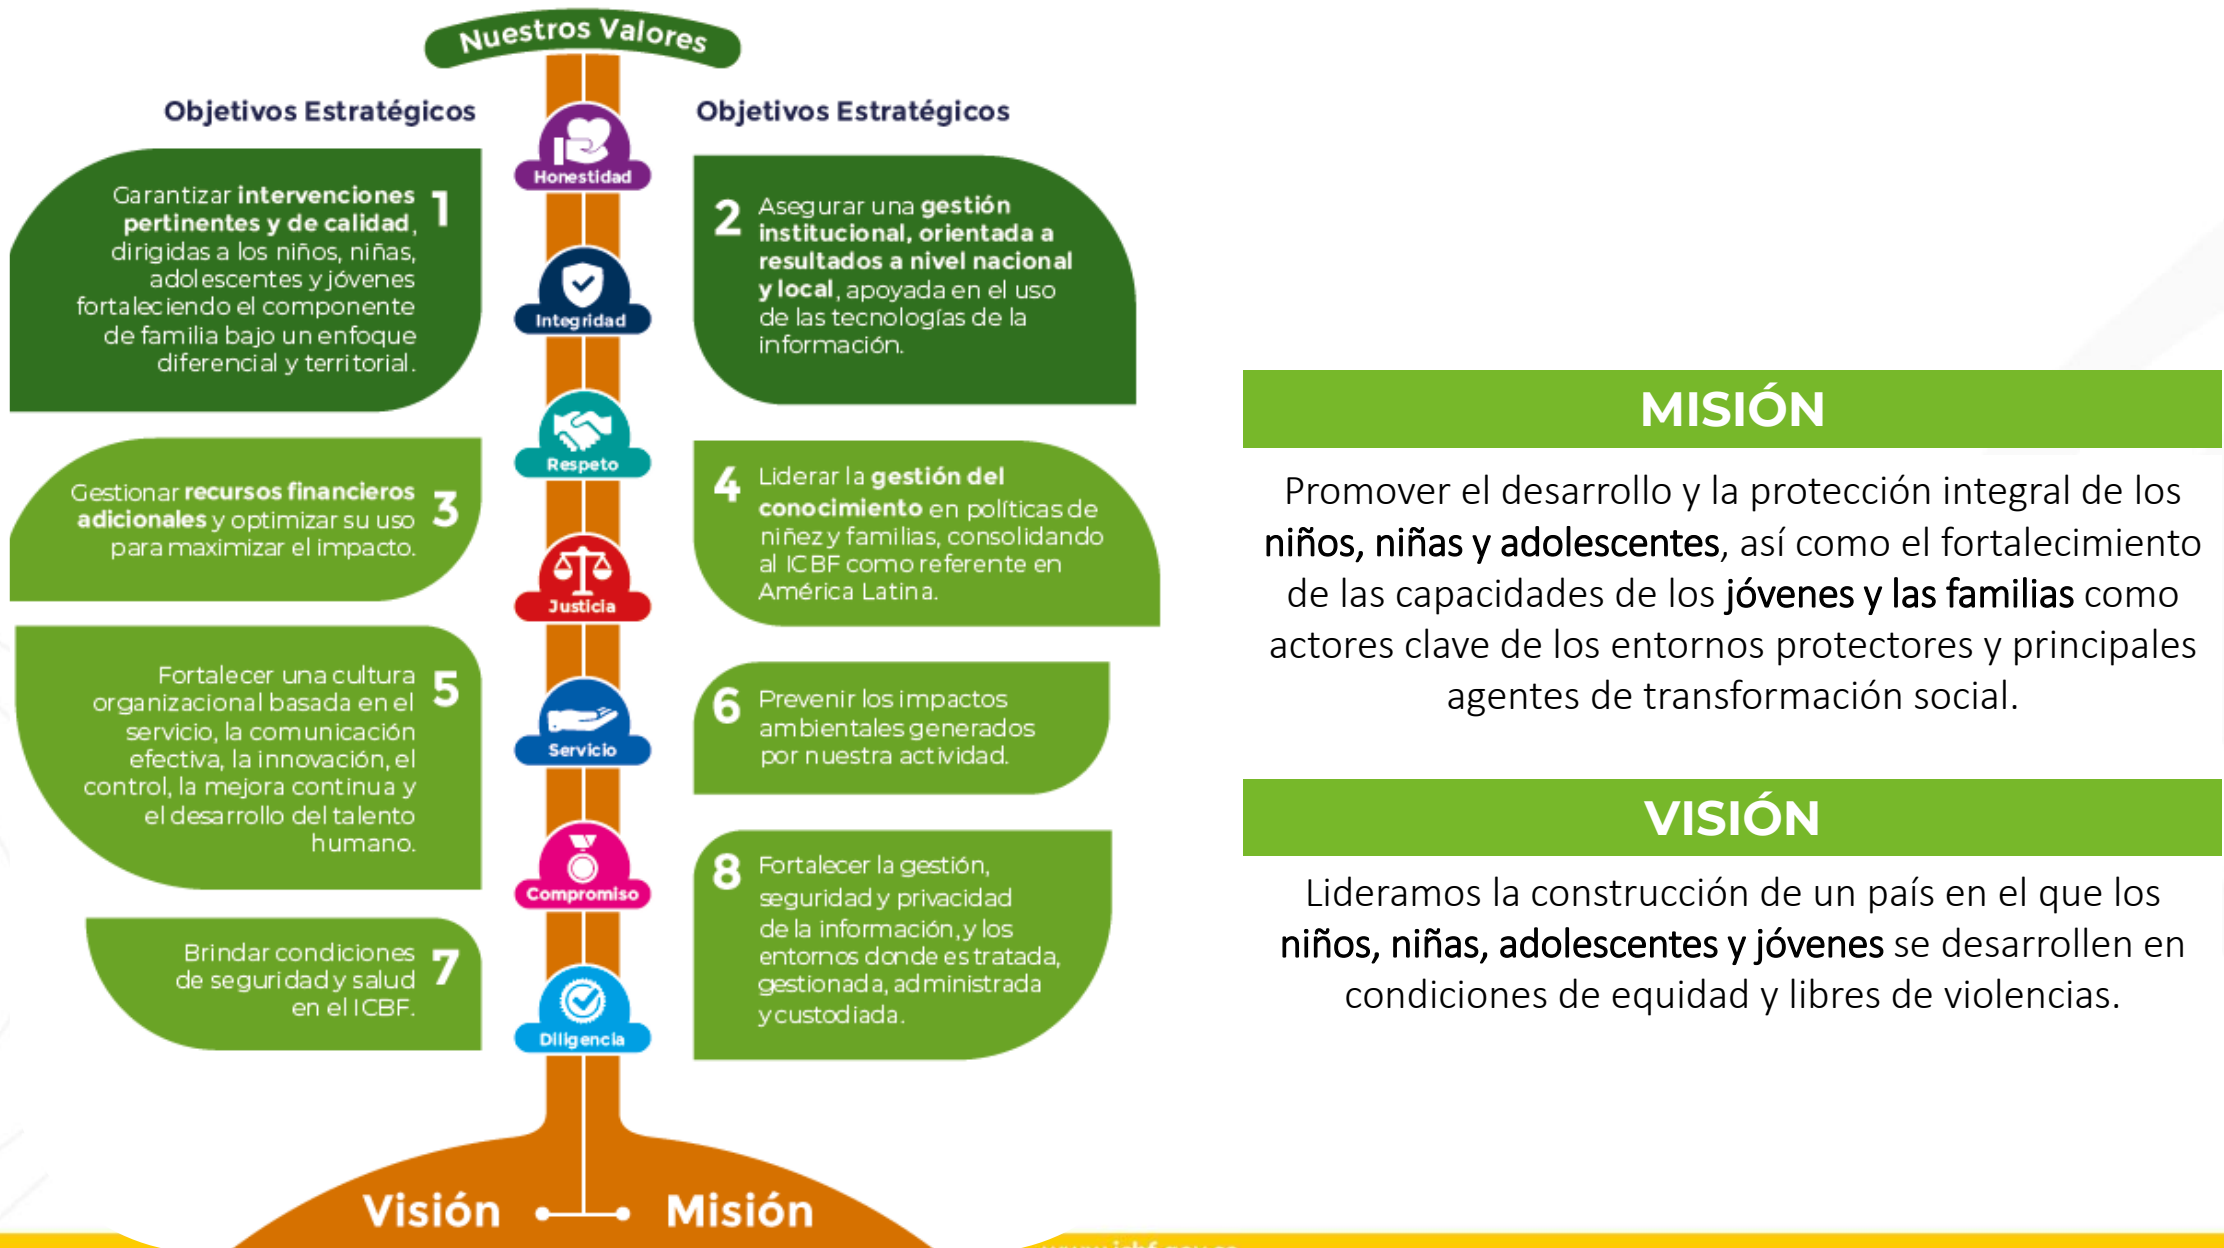 Nuestros Valores
Objetivos Estratégicos
Objetivos Estratégicos
Honestidad
Integridad
Respeto
Justicia
Servicio
Compromiso
Diligencia
1
Garantizar intervenciones
pertinentes y de calidad,
dirigidas a los niños, niñas,
adolescentes y jóvenes
fortaleciendo el componente
de familia bajo un enfoque
diferencial y territorial.
2
Asegurar una gestión
institucional, orientada a
resultados a nivel nacional
y local, apoyada en el uso
de las tecnologías de la
información.
3
Gestionar recursos financieros
adicionales y optimizar su uso
para maximizar el impacto.
4
Liderar la gestión del
conocimiento en políticas de
niñez y familias, consolidando
al ICBF como referente en
América Latina.
5
Fortalecer una cultura
organizacional basada en el
servicio, la comunicación
efectiva, la innovación, el
control, la mejora continua y
el desarrollo del talento
humano.
6
Prevenir los impactos
ambientales generados
por nuestra actividad.
7
Brindar condiciones
de seguridad y salud
en el ICBF.
8
Fortalecer la gestión,
seguridad y privacidad
de la información, y los
entornos donde es tratada,
gestionada, administrada
y custodiada.
Visión
Misión
MISIÓN
Promover el desarrollo y la protección integral de los
niños, niñas y adolescentes, así como el fortalecimiento
de las capacidades de los jóvenes y las familias como
actores clave de los entornos protectores y principales
agentes de transformación social.
VISIÓN
Lideramos la construcción de un país en el que los
niños, niñas, adolescentes y jóvenes se desarrollen en
condiciones de equidad y libres de violencias.